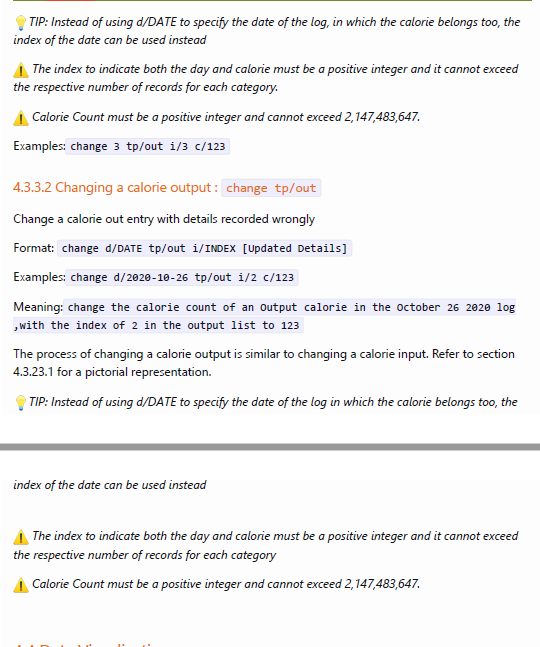 TIP: Instead of using d/DATE to specify the date of the log, in which the calorie belongs too, the
index of the date can be used instead
The index to indicate both the day and calorie must be a positive integer and it cannot exceed
the respective number of records for each category.
Calorie Count must be a positive integer and cannot exceed 2,147,483,647.
Examples: change 3 tp/out i/3 c/123
4.3.3.2 Changing a calorie output : change tp/out
Change a calorie out entry with details recorded wrongly
Format: change d/DATE tp/out i/INDEX [Updated Details]
Examples: change d/2020-10-26 tp/out i/2 c/123
Meaning: change the calorie count of an Output calorie in the October 26 2020 log
,with the index of 2 in the output list to 123
The process of changing a calorie output is similar to changing a calorie input. Refer to section
4.3.23.1 for a pictorial representation.
TIP: Instead of using d/DATE to specify the date of the log in which the calorie belongs too, the
index of the date can be used instead
The index to indicate both the day and calorie must be a positive integer and it cannot exceed
the respective number of records for each category
Calorie Count must be a positive integer and cannot exceed 2,147,483,647.